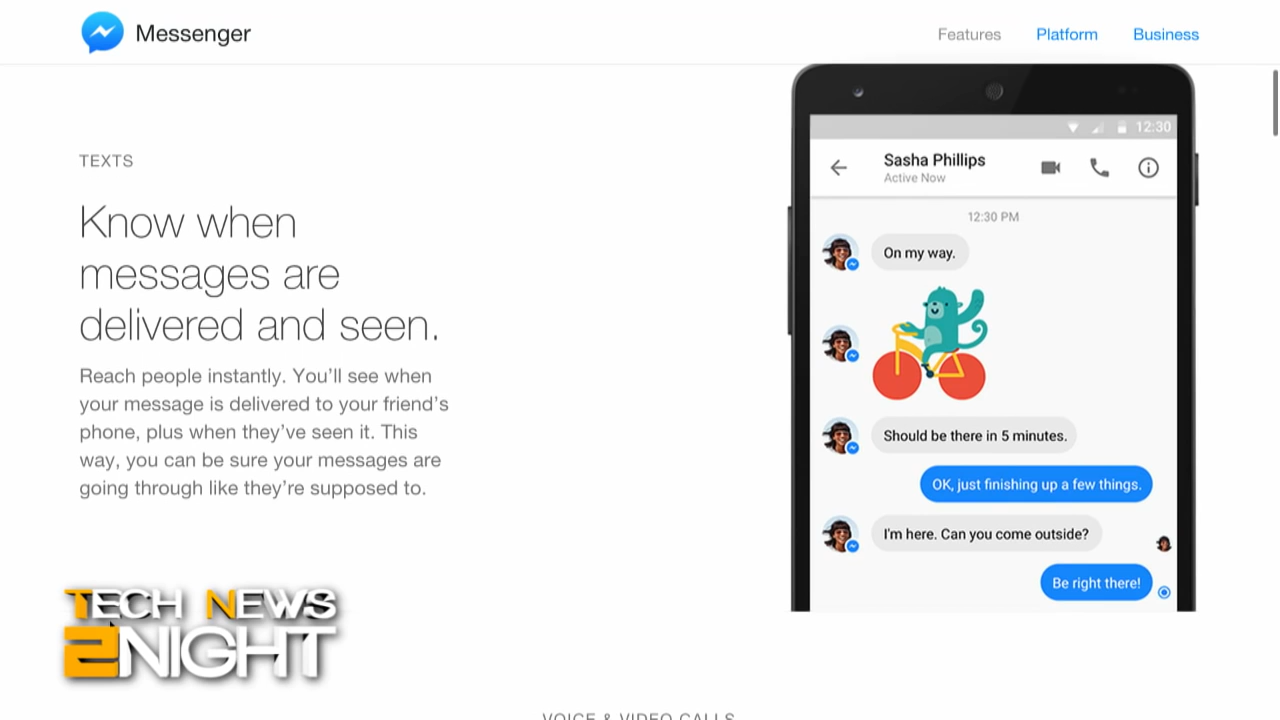 Messenger
Features
Platform
Business
TEXTS
Know when
messages are
delivered and seen.
Reach people instantly. You'll see when
your message is delivered to your friend's
phone, plus when they've seen it. This
way, you can be sure your messages are
going through like they're supposed to.
12:30
Sasha Phillips
Active Now
12:30 PM
On my way.
Should be there in 5 minutes.
OK, just finishing up a few things.
I'm here. Can you come outside?
Be right there!
TECH NEWS
2NIGHT
VOICE & VIDEO CALLS